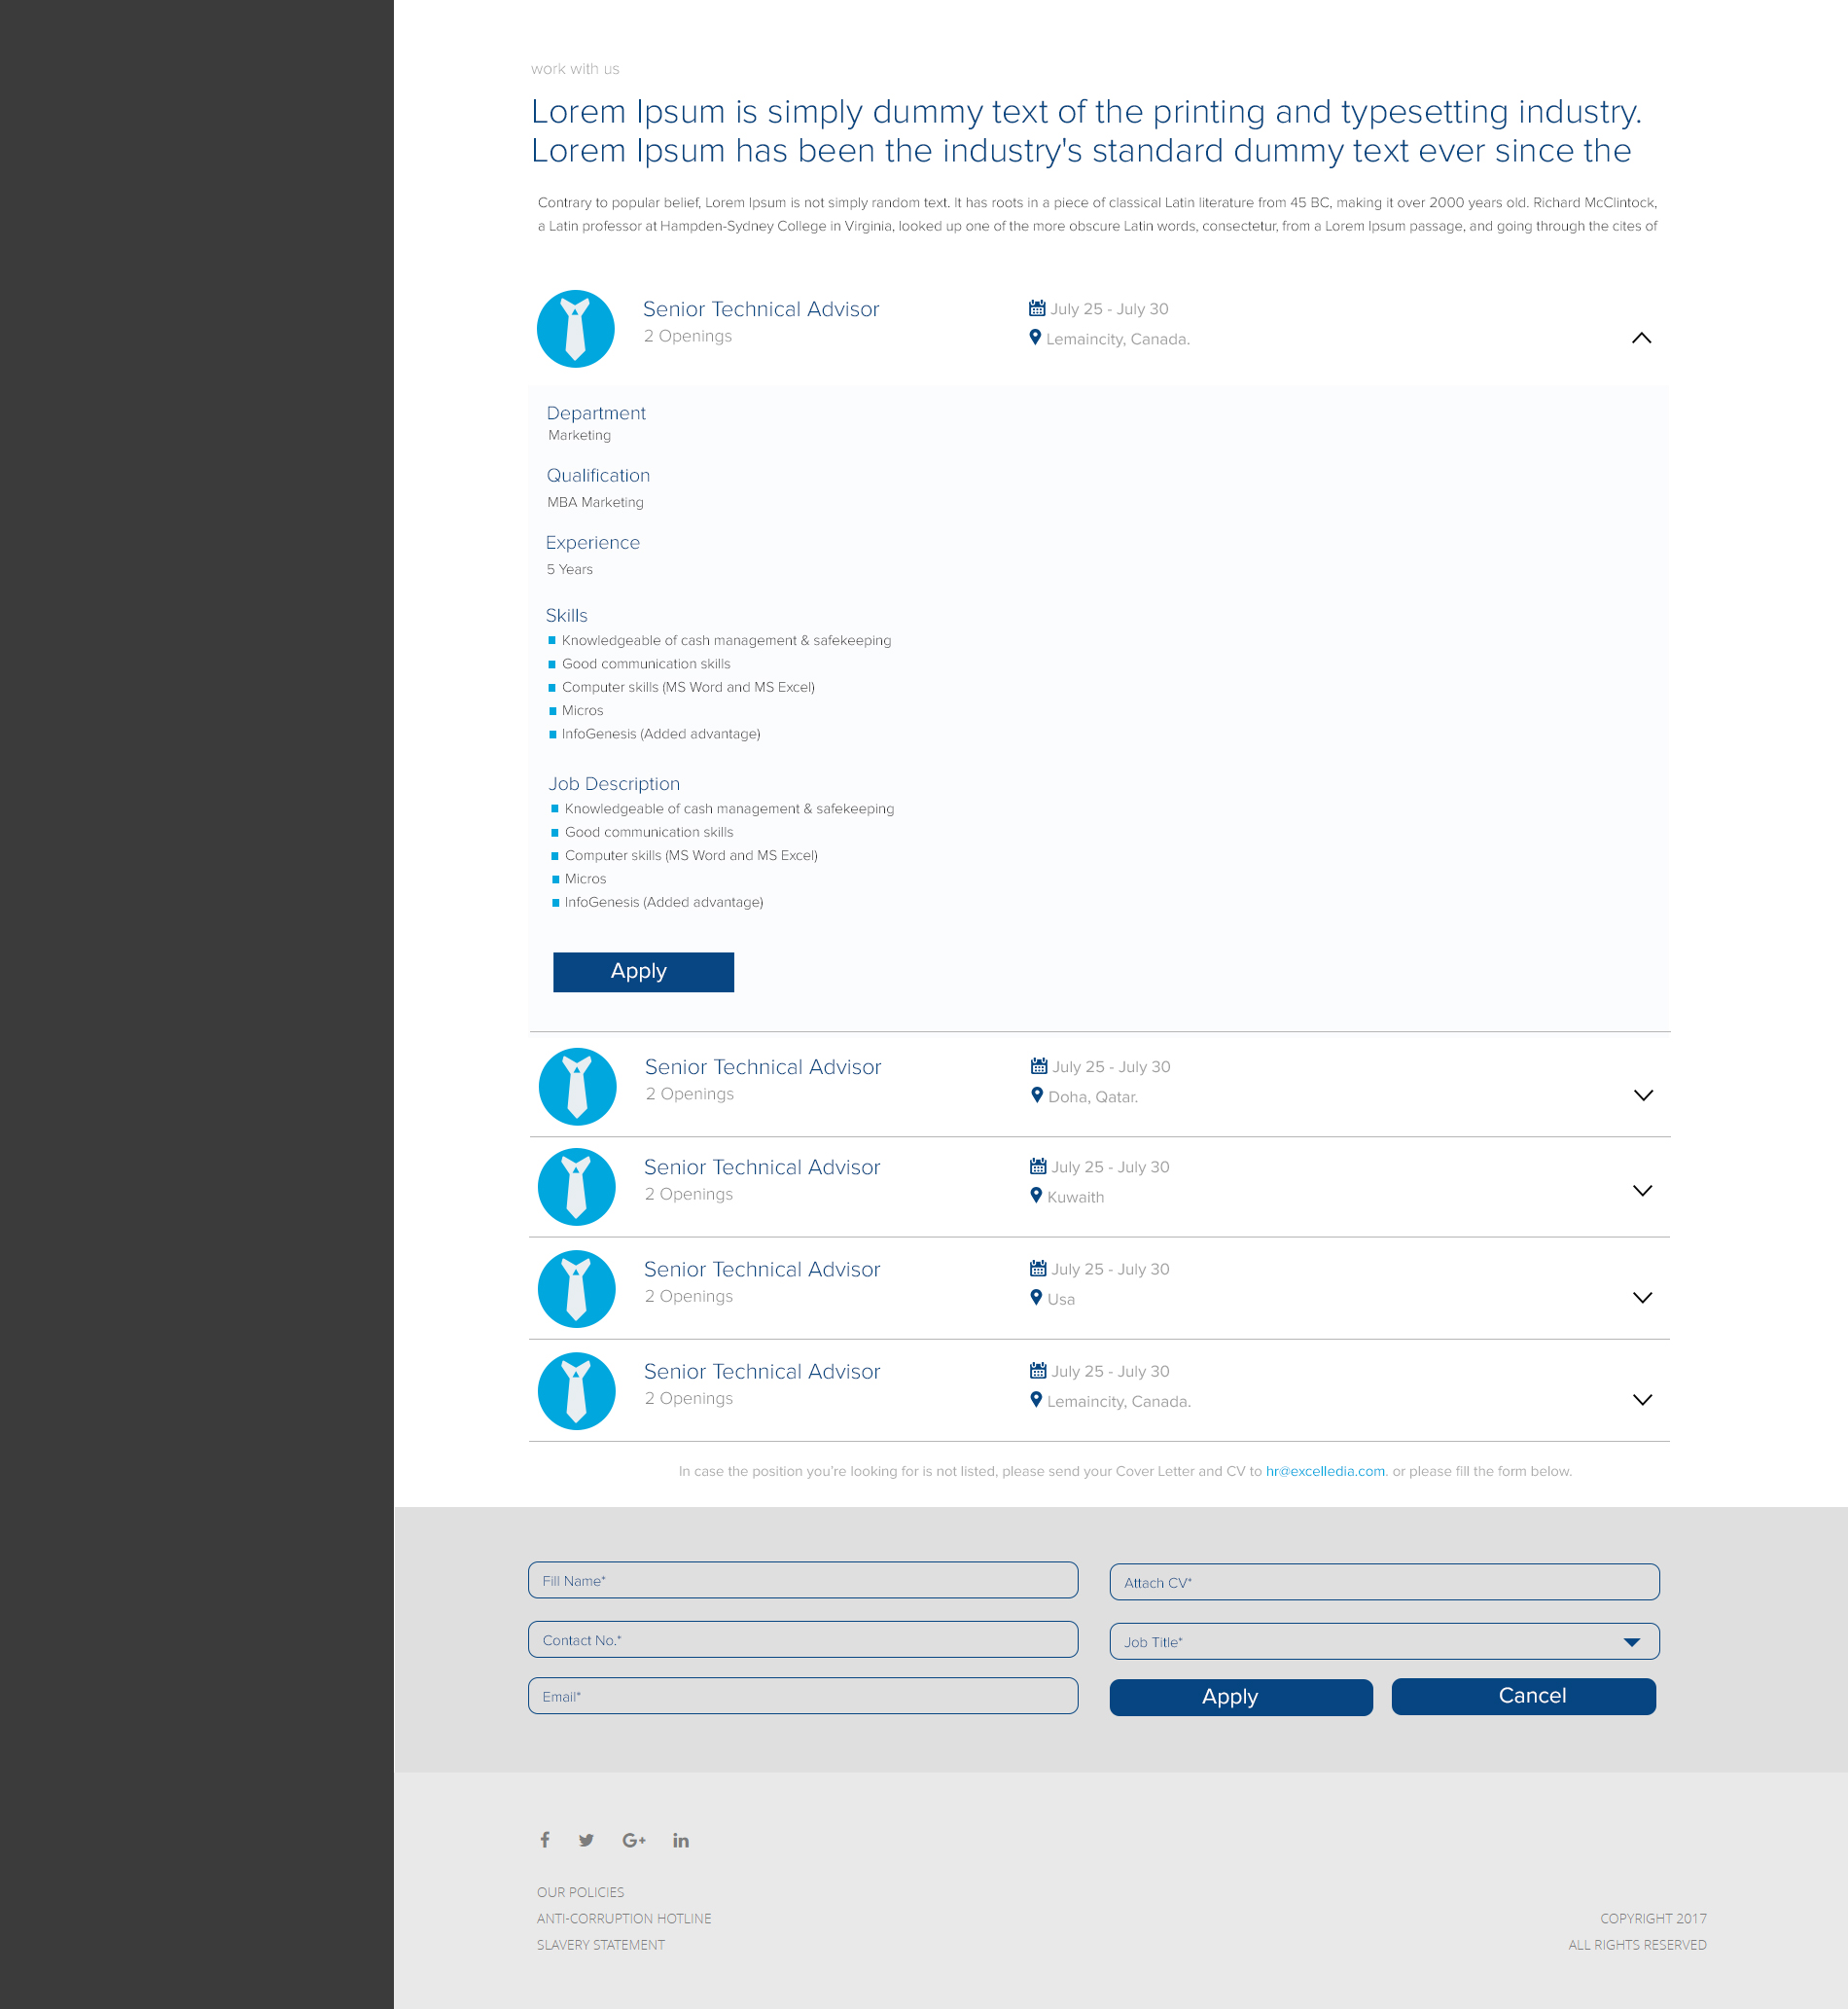 work with us
Lorem Ipsum is simply dummy text of the printing and typesetting industry.
Lorem Ipsum has been the industry's standard dummy text ever since the
Contrary to popular belief, Lorem Ipsum is not simply random text. It has roots in a piece of classical Latin literature from 45 BC, making it over 2000 years old. Richard McClintock,
a Latin professor at Hampden-Sydney College in Virginia, looked up one of the more obscure Latin words, consectetur, from a Lorem Ipsum passage, and going through the cites of
Senior Technical Advisor
2 Openings
July 25 - July 30
Lemaincity, Canada.
Department
Marketing
Qualification
MBA Marketing
Experience
5 Years
Skills
Knowledgeable of cash management & safekeeping
Good communication skills
Computer skills (MS Word and MS Excel)
Micros
InfoGenesis (Added advantage)
Job Description
Knowledgeable of cash management & safekeeping
Good communication skills
Computer skills (MS Word and MS Excel)
Micros
InfoGenesis (Added advantage)
Apply
Senior Technical Advisor
2 Openings
July 25 - July 30
Doha, Qatar.
Senior Technical Advisor
2 Openings
July 25 - July 30
Kuwaith
Senior Technical Advisor
2 Openings
July 25 - July 30
Usa
Senior Technical Advisor
2 Openings
July 25 - July 30
Lemaincity, Canada.
In case the position you're looking for is not listed, please send your Cover Letter and CV to hr@excelledia.com. or please fill the form below.
Fill Name*
Attach CV*
Contact No.*
Job Title*
Email*
Apply
Cancel
OUR POLICIES
ANTI-CORRUPTION HOTLINE
SLAVERY STATEMENT
COPYRIGHT 2017
ALL RIGHTS RESERVED